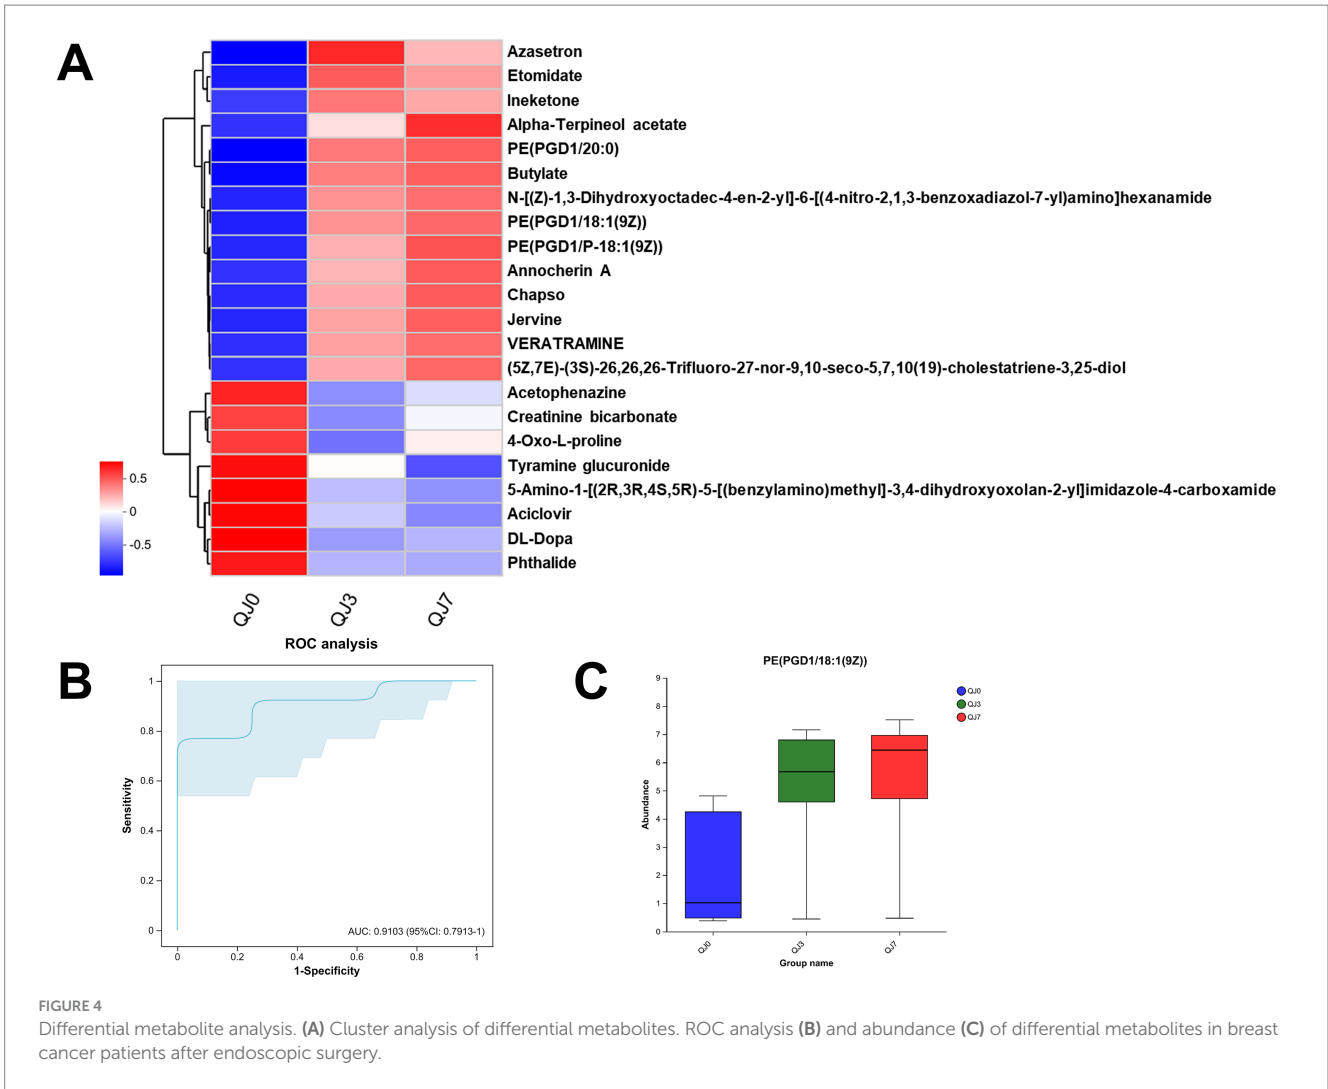 A
Azasetron
Etomidate
Ineketone
Alpha-Terpineol acetate
PE(PGD1/20:0)
Butylate
N-[(Z)-1,3-Dihydroxyoctadec-4-en-2-yl]-6-[(4-nitro-2,1,3-benzoxadiazol-7-yl)amino]hexanamide
PE(PGD1/18:1(9Z))
PE(PGD1/P-18:1(9Z))
Annocherin A
Chapso
Jervine
VERATRAMINE
(5Z,7E)-(3S)-26,26,26-Trifluoro-27-nor-9,10-seco-5,7,10(19)-cholestatriene-3,25-diol
Acetophenazine
Creatinine bicarbonate
4-Oxo-L-proline
Tyramine glucuronide
5-Amino-1-[(2R,3R,4S,5R)-5-[(benzylamino)methyl]-3,4-dihydroxyoxolan-2-yl]imidazole-4-carboxamide
Aciclovir
DL-Dopa
Phthalide
0.5
0
-0.5
QJ0
QJ3
QJ7
B
ROC analysis
1
0.8
0.6
0.4
0.2
0
Sensitivity
AUC: 0.9103 (95%CI: 0.7913-1)
0
0.2
0.4
0.6
0.8
1
1-Specificity
C
PE(PGD1/18:1(9Z))
9
8
7
6
5
4
3
2
1
0
Abundance
QJ0
QJ3
QJ7
Group name
QJ0
QJ3
QJ7
FIGURE 4
Differential metabolite analysis. (A) Cluster analysis of differential metabolites. ROC analysis (B) and abundance (C) of differential metabolites in breast
cancer patients after endoscopic surgery.